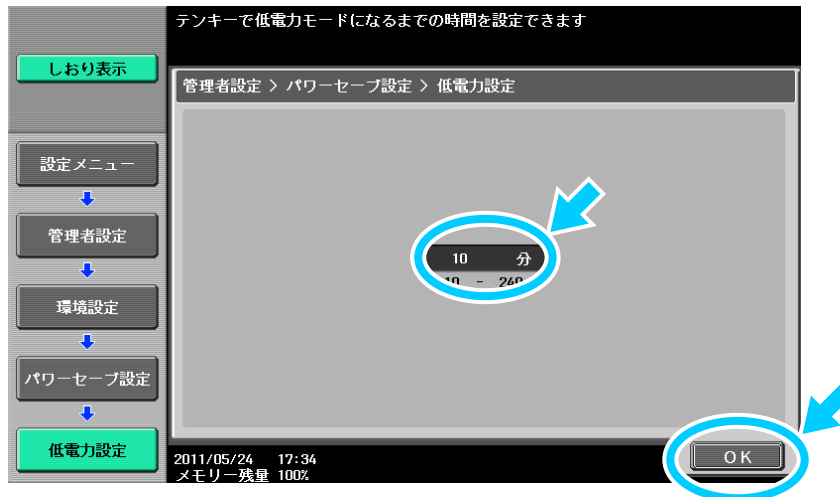 テンキーで低電力モードになるまでの時間を設定できます
しおり表示
管理者設定 > パワーセーブ設定 > 低電力設定
設定メニュー
管理者設定
環境設定
パワーセーブ設定
低電力設定
10 分
10 - 240
OK
2011/05/24 17:34
メモリー残量 100%